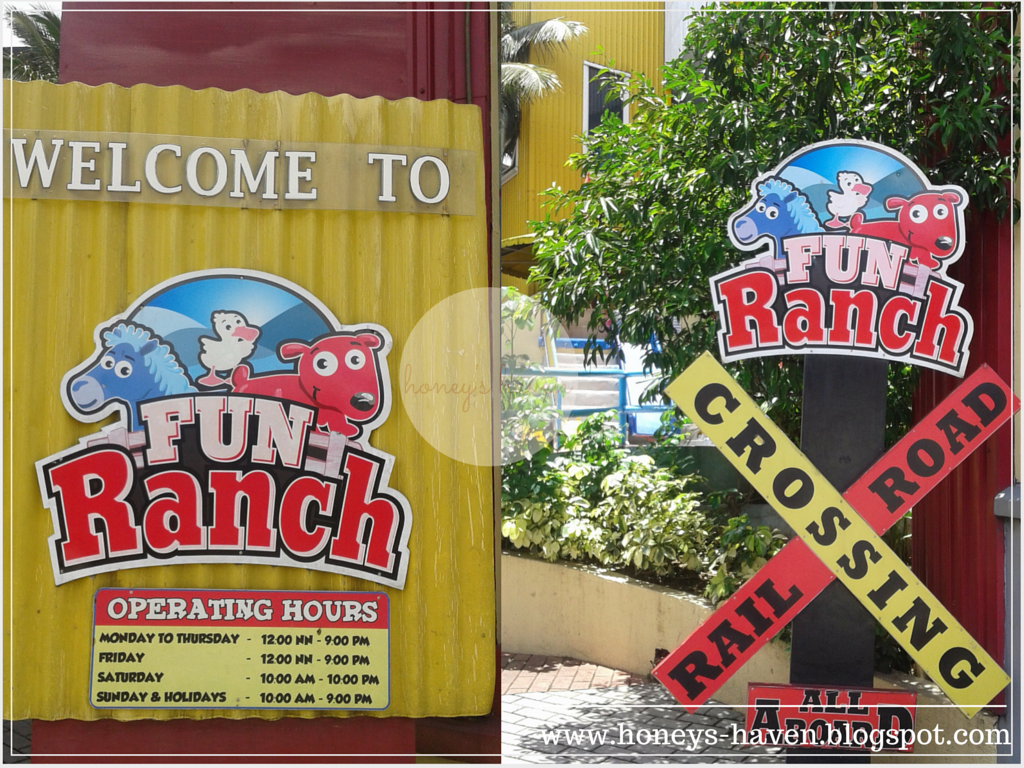 WELCOME TO
FUN
Ranch
OPERATING HOURS
MONDAY TO THURSDAY - 12:00 NN - 9:00 PM
FRIDAY - 12:00 NN - 9:00 PM
SATURDAY - 10:00 AM - 10:00 PM
SUNDAY & HOLIDAYS - 10:00 AM - 9:00 PM
honey's
FUN
Ranch
CROSSING
RAIL ROAD
ALL
ABOARD
www.honeys-haven.blogspot.com